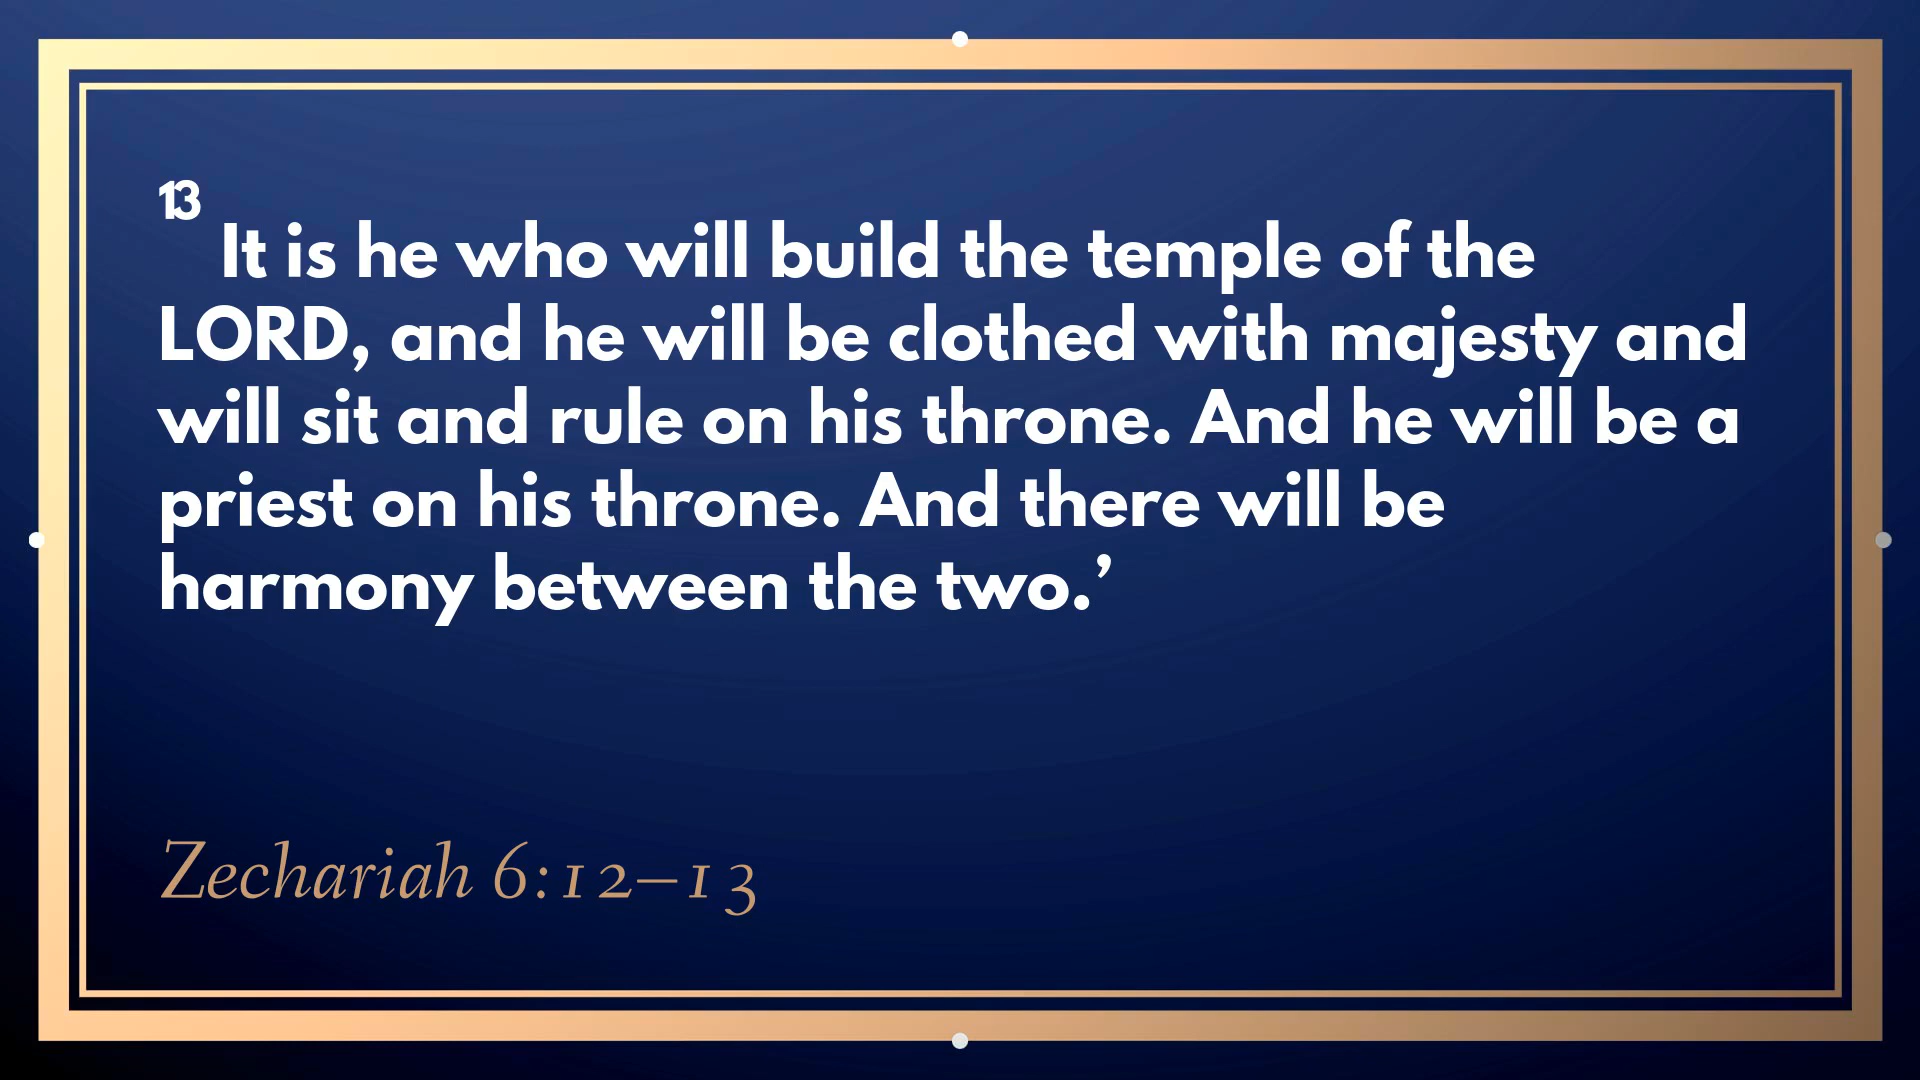 13 It is he who will build the temple of the
LORD, and he will be clothed with majesty and
will sit and rule on his throne. And he will be a
priest on his throne. And there will be
harmony between the two.’
Zechariah 6:12–13